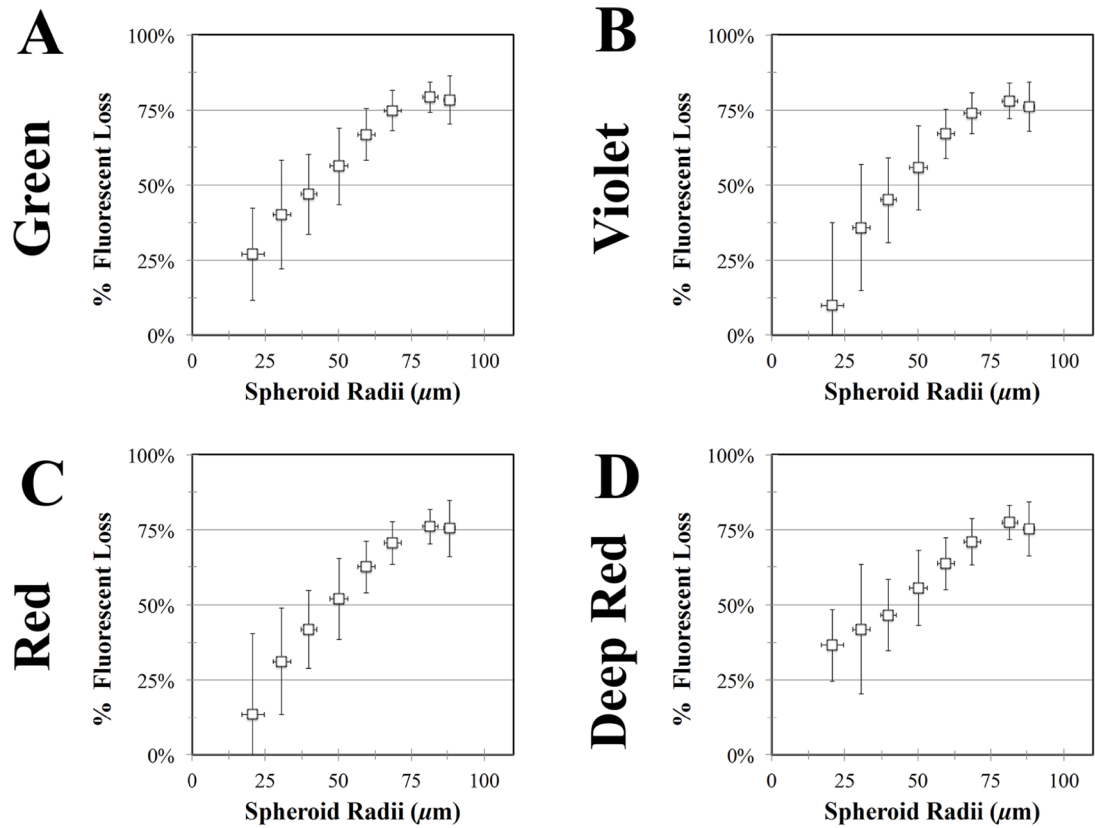 A
Green
% Fluorescent Loss
100%
75%
50%
25%
0%
0 25 50 75 100
Spheroid Radii (µm)
B
Violet
% Fluorescent Loss
100%
75%
50%
25%
0%
0 25 50 75 100
Spheroid Radii (µm)
C
Red
% Fluorescent Loss
100%
75%
50%
25%
0%
0 25 50 75 100
Spheroid Radii (µm)
D
Deep Red
% Fluorescent Loss
100%
75%
50%
25%
0%
0 25 50 75 100
Spheroid Radii (µm)